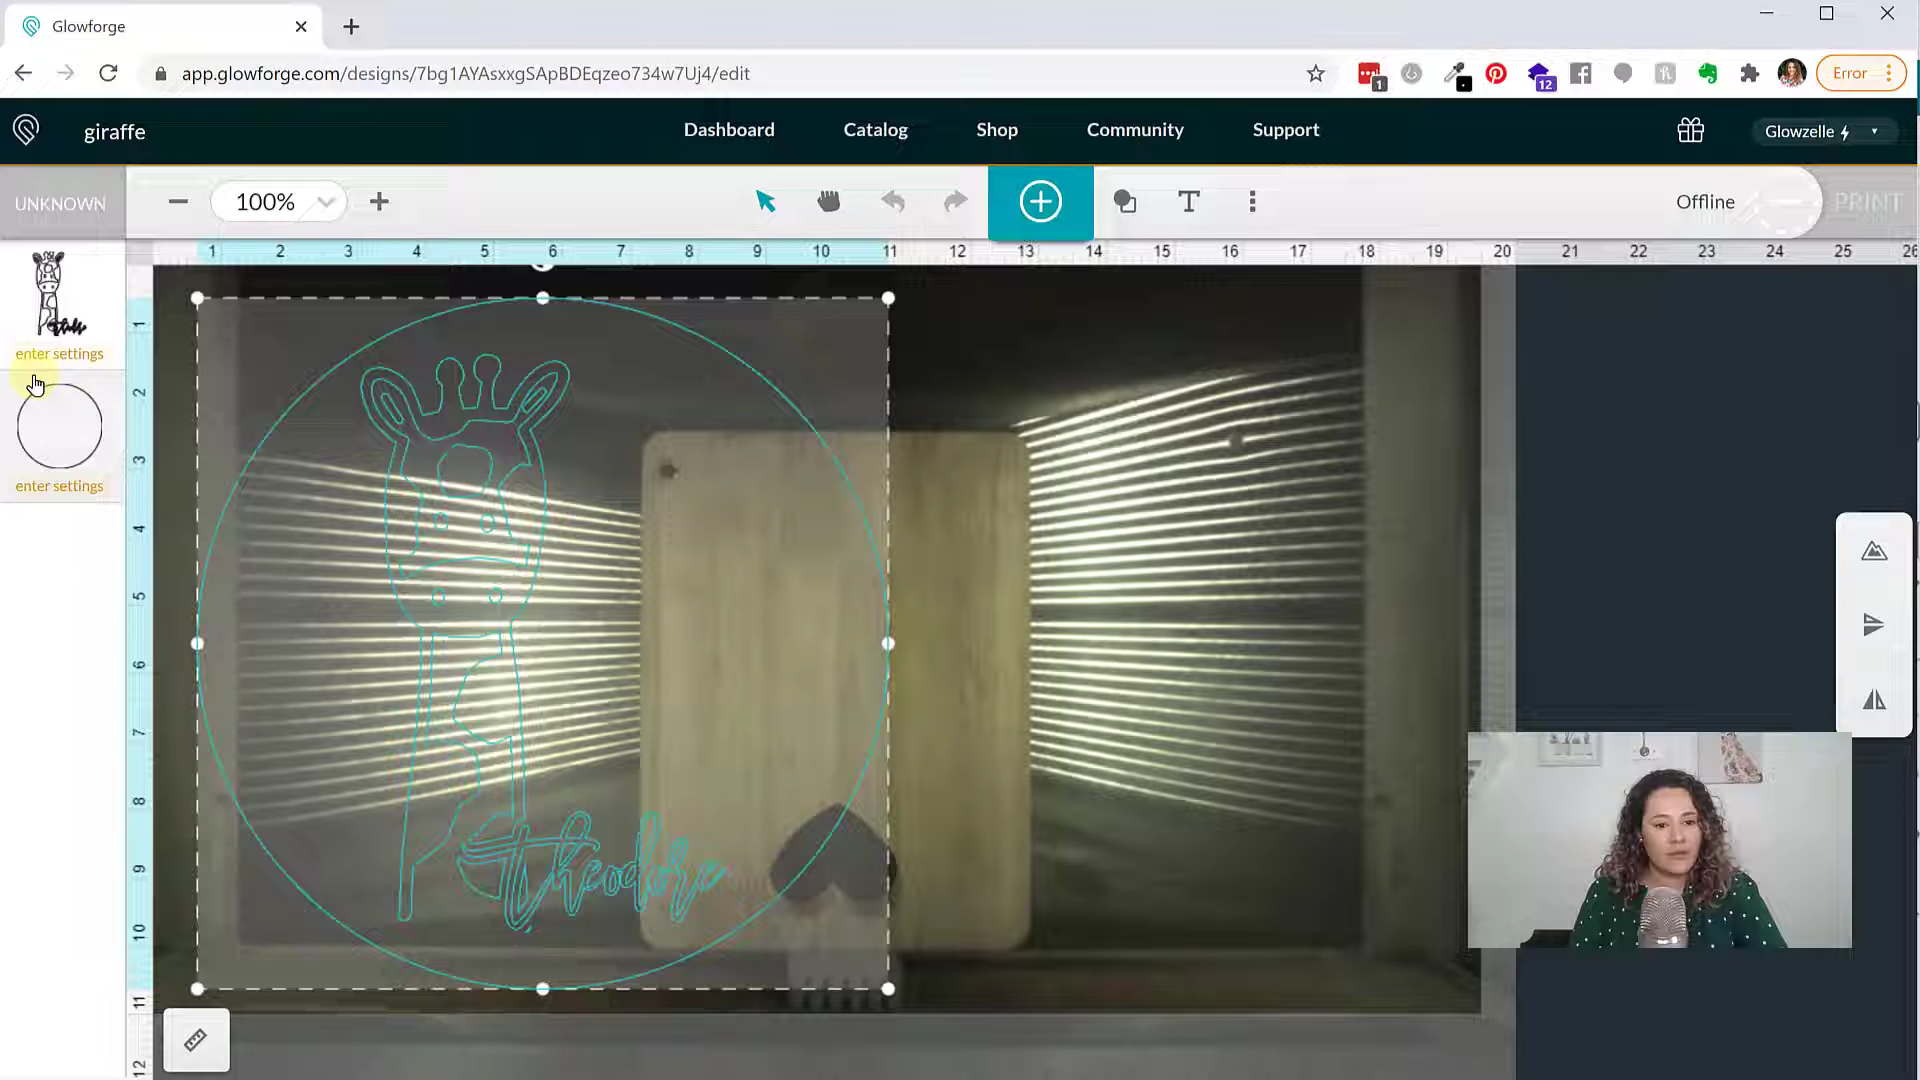 Glowforge
app.glowforge.com/designs/7bg1AYAsxxgSApBDEqzeo734w7Uj4/edit
1
12
Error
giraffe
Dashboard
Catalog
Shop
Community
Support
Glowzelle
UNKNOWN
100%
Offline
PRINT
1 2 3 4 5 6 7 8 9 10 11 12 13 14 15 16 17 18 19 20 21 22 23 24 25 26
enter settings
enter settings
1
2
3
4
5
6
7
8
9
10
11
12
theodore